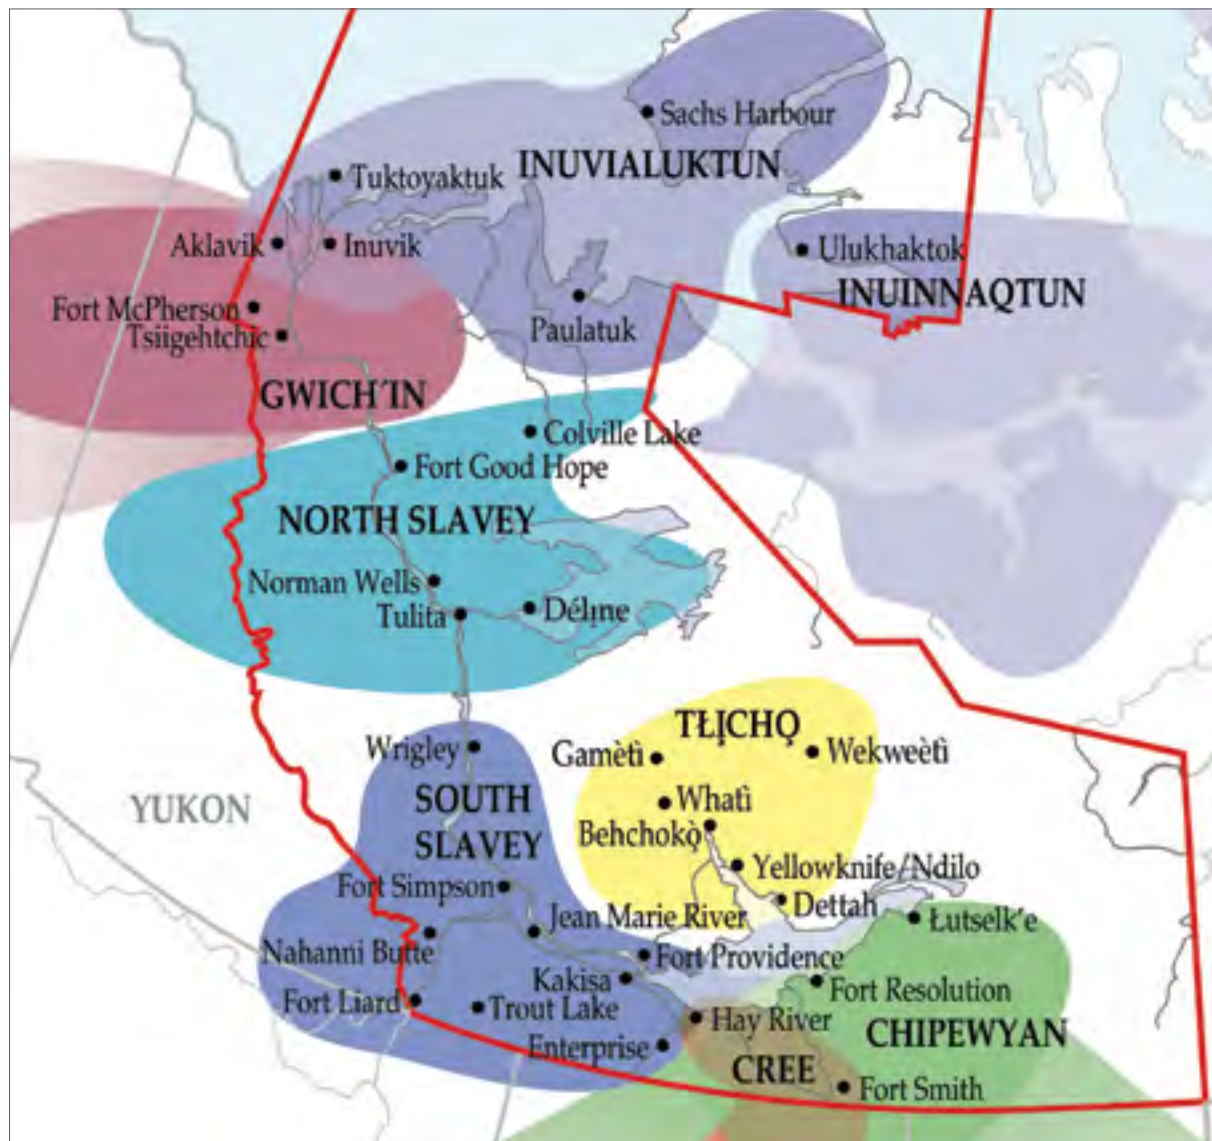 Sachs Harbour
INUVIALUKTUN
Tuktoyaktuk
Aklavik
Inuvik
Ulukhaktok
INUINNAQTUN
Fort McPherson
Tsiigehtchic
Paulatuk
GWICH´IN
Colville Lake
Fort Good Hope
NORTH SLAVEY
Norman Wells
Tulita
Délı̨ne
TŁĮCHǪ
Wrigley
Gamètì
Wekweètì
YUKON
SOUTH
SLAVEY
Whatì
Behchokǫ̀
Yellowknife/Ndilo
Fort Simpson
Dettah
Jean Marie River
Łutselk'e
Nahanni Butte
Fort Providence
Kakisa
Fort Resolution
Fort Liard
Trout Lake
Hay River
CHIPEWYAN
Enterprise
CREE
Fort Smith